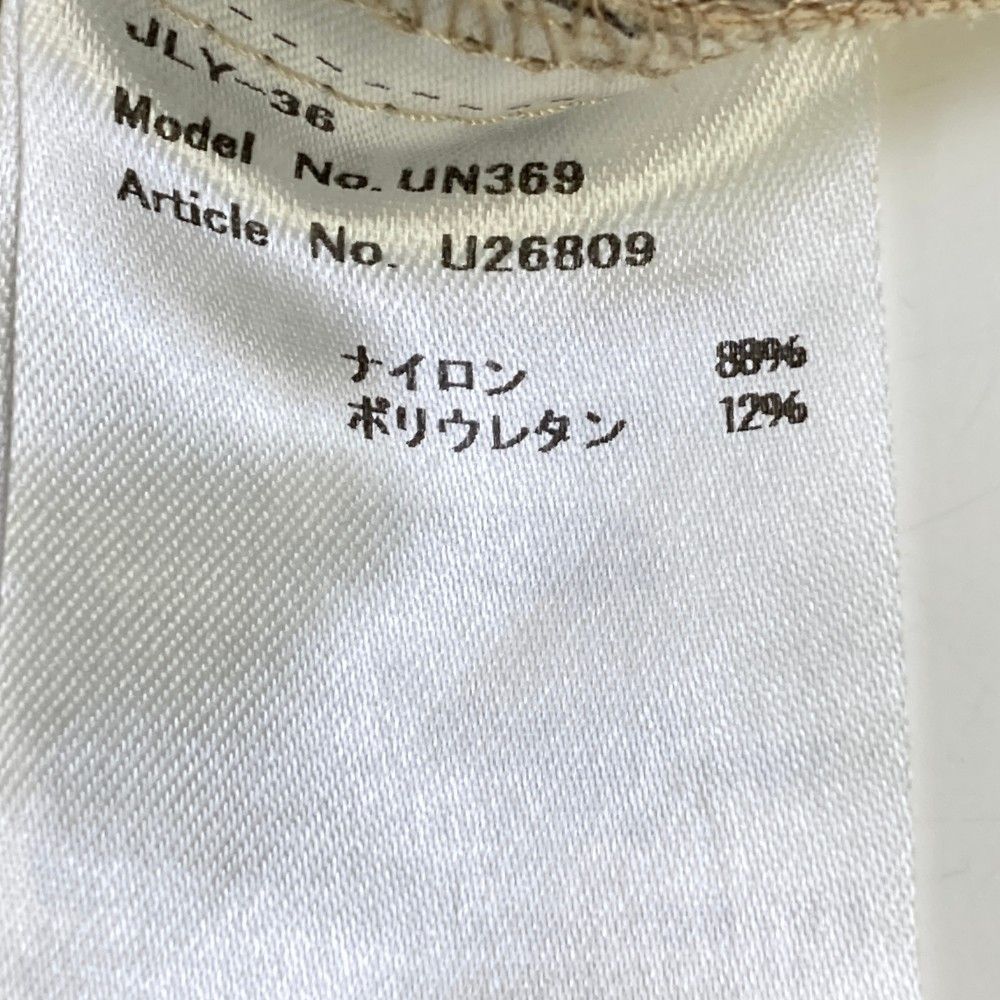 JLY-36
Model No. UN369
Article No. U26809
ナイロン 88%
ポリウレタン 12%